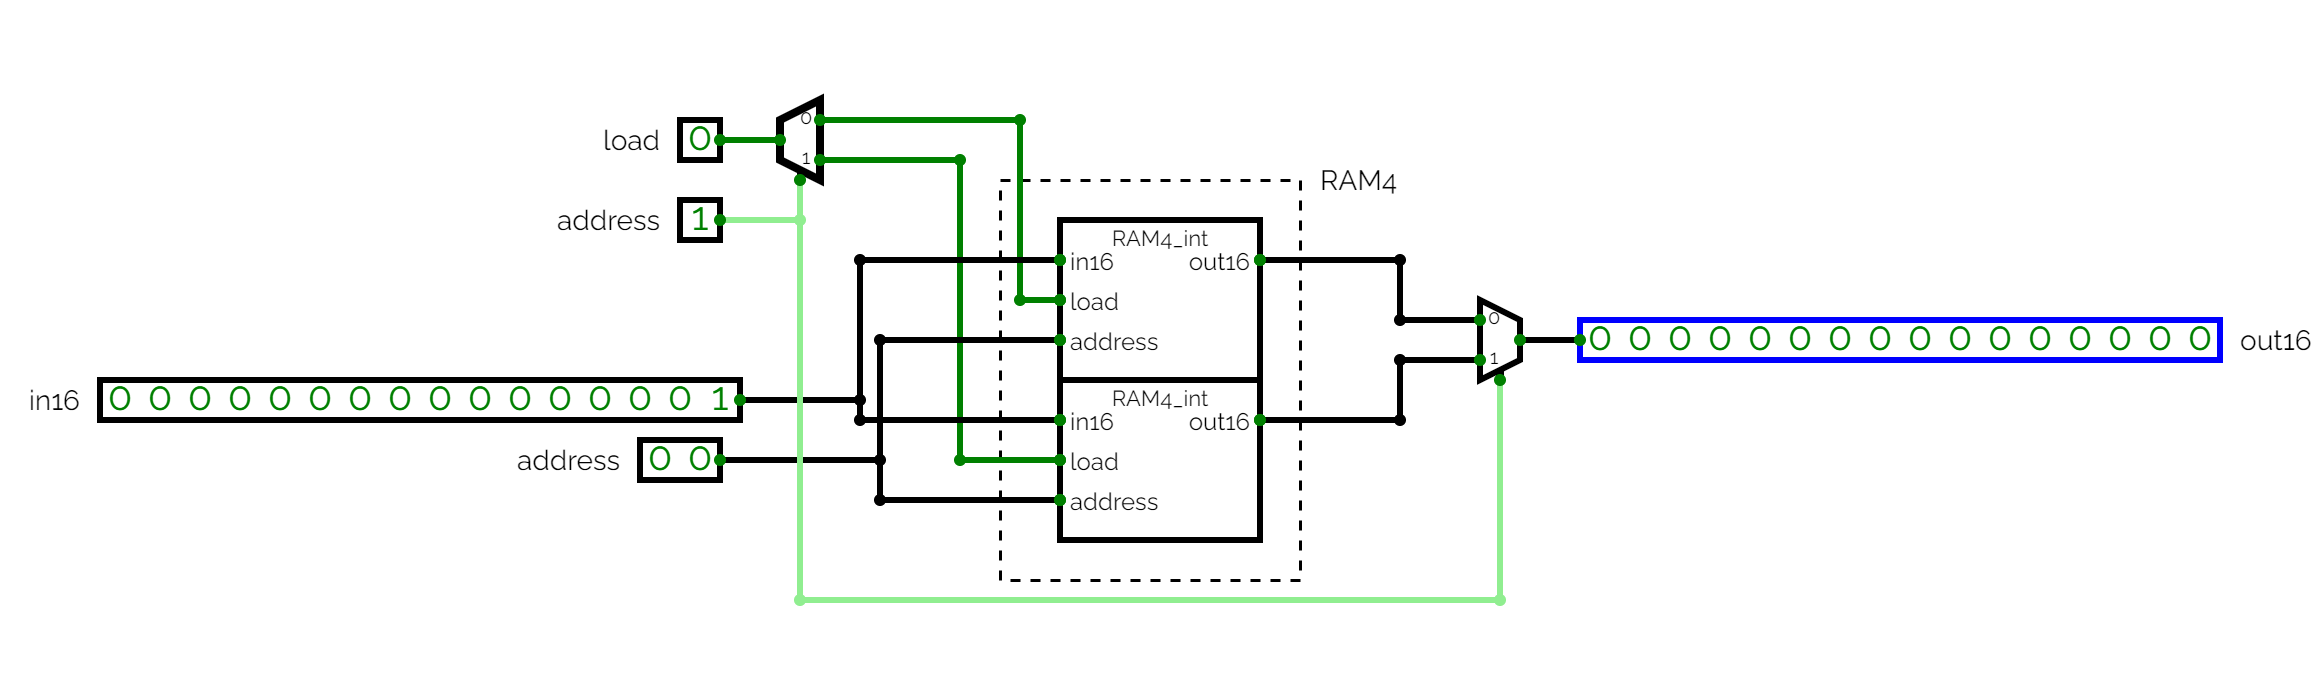 load 0
0
1
address 1
RAM4
RAM4_int
in16 out16
load
address
RAM4_int
in16 out16
load
address
in16 0 0 0 0 0 0 0 0 0 0 0 0 0 0 0 1
address 0 0
0
1
0 0 0 0 0 0 0 0 0 0 0 0 0 0 0 0 out16